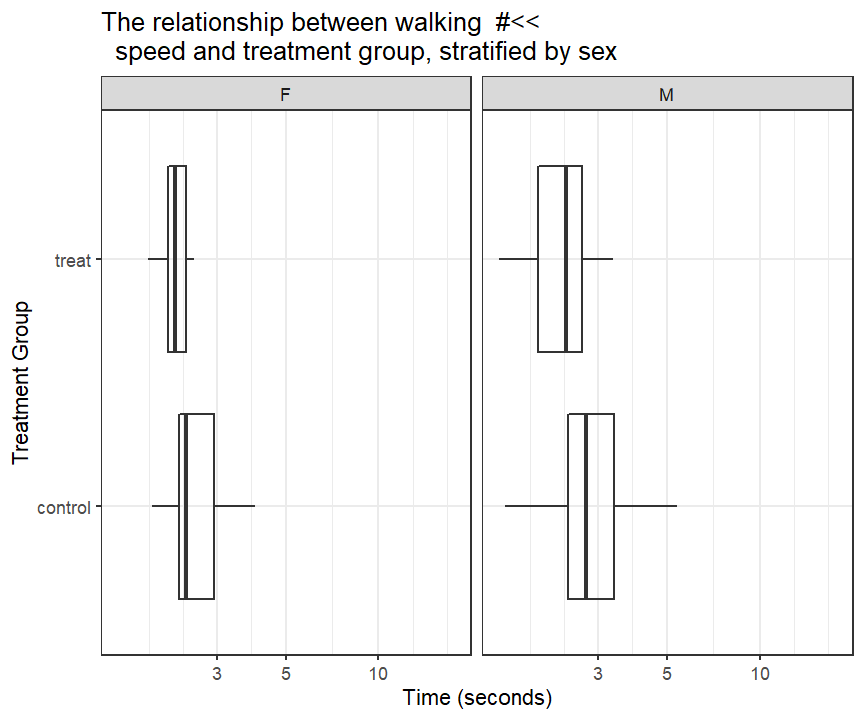 The relationship between walking  #<<
speed and treatment group, stratified by sex
F
M
treat
control
Treatment Group
3
5
10
3
5
10
Time (seconds)